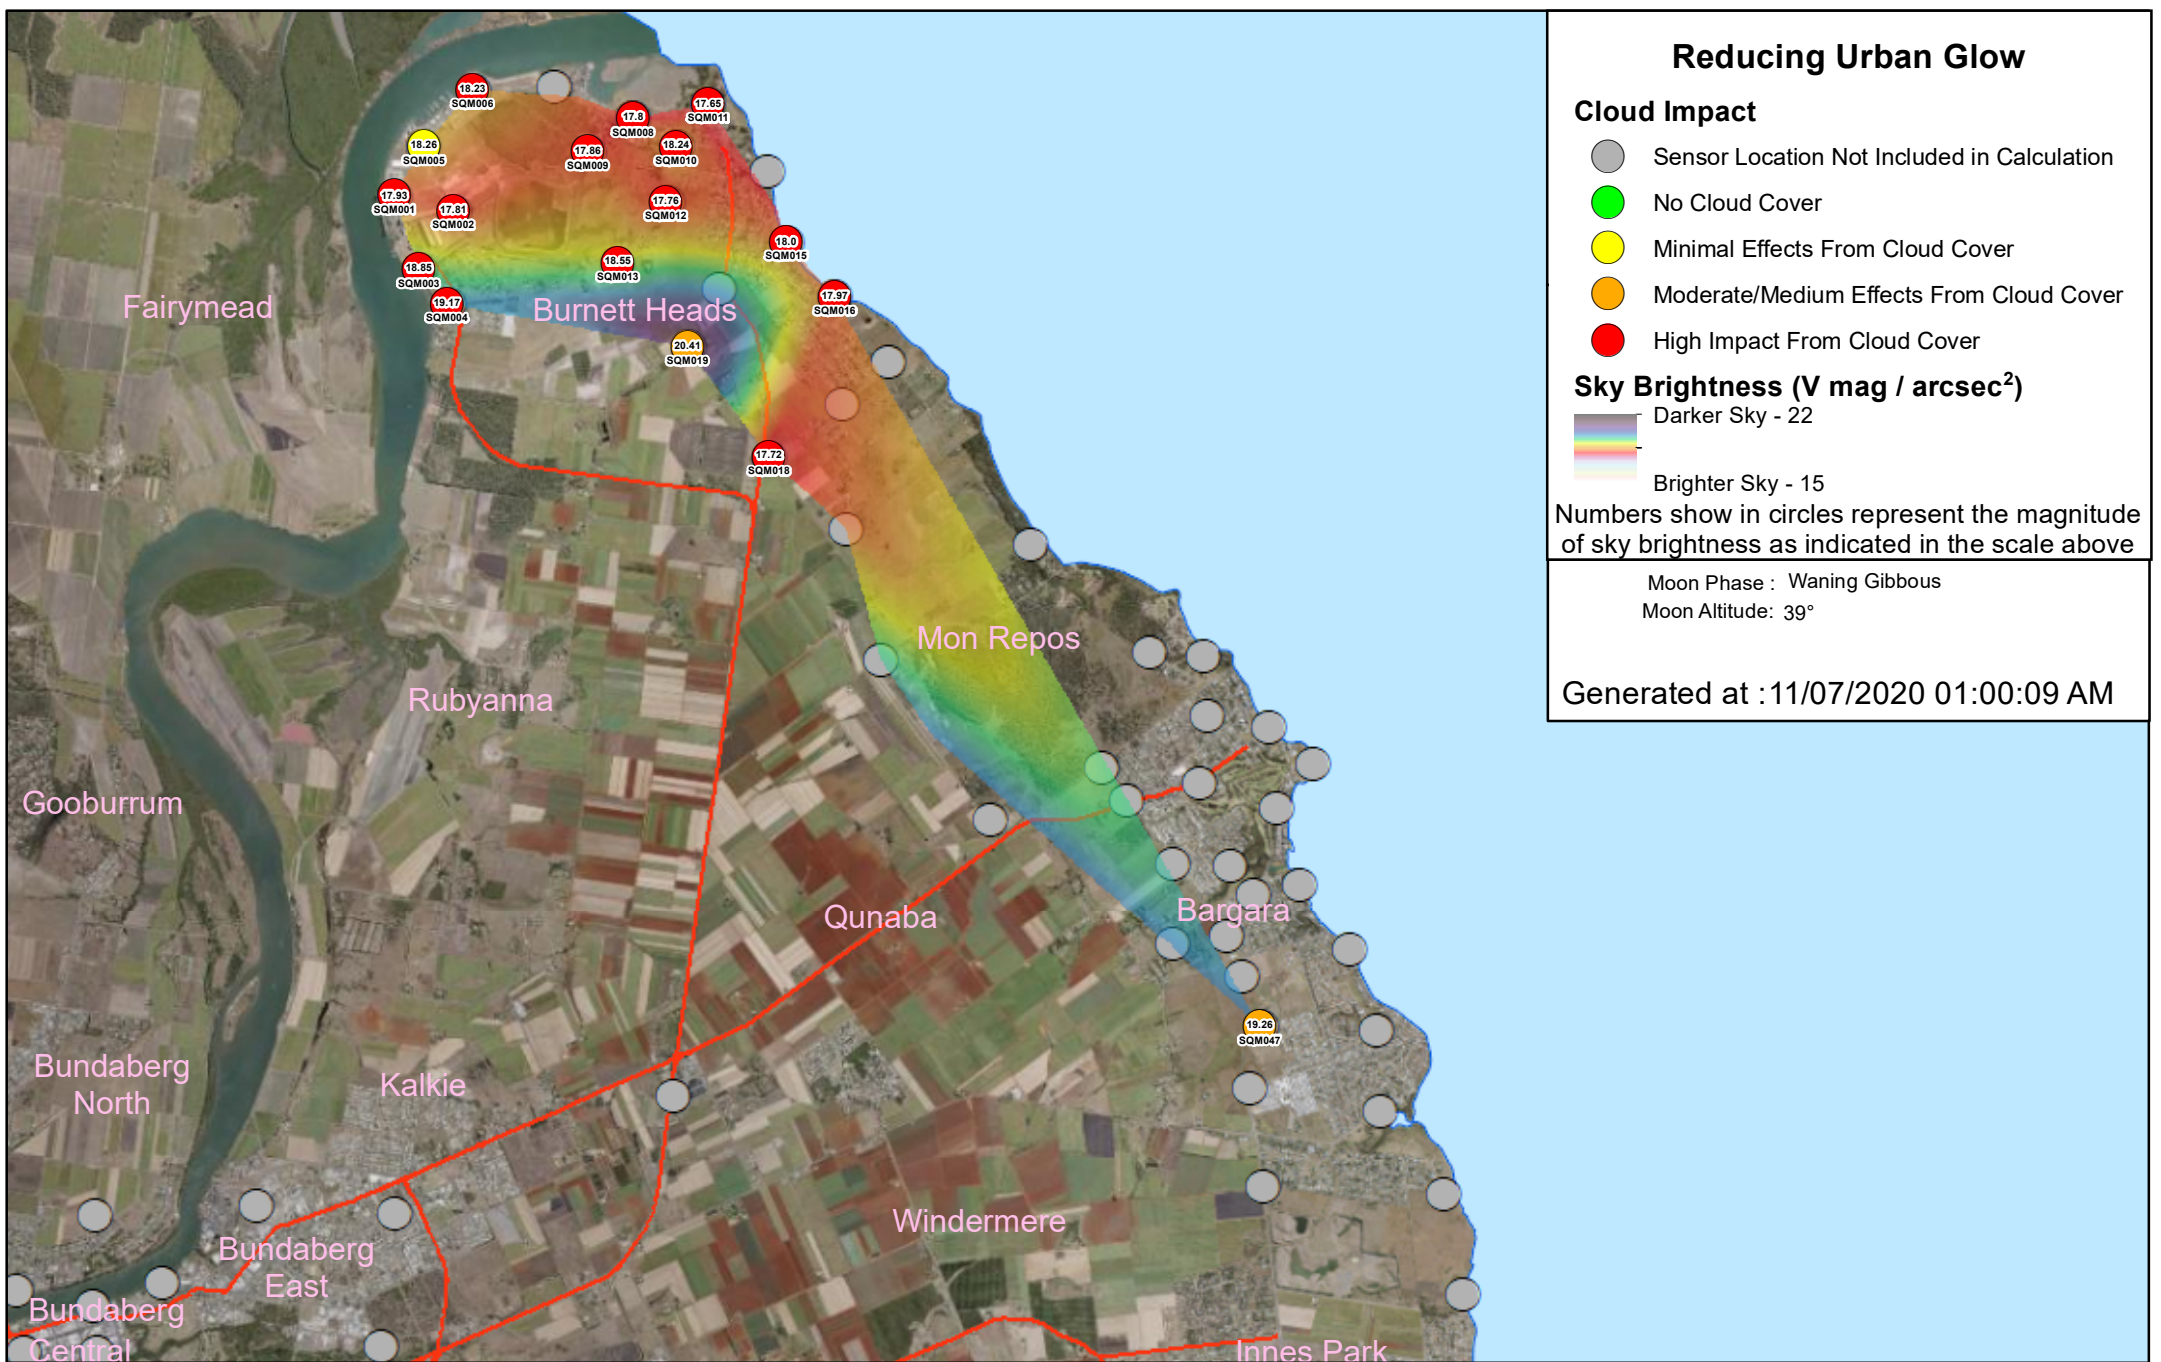 Reducing Urban Glow
Cloud Impact
Sensor Location Not Included in Calculation
No Cloud Cover
Minimal Effects From Cloud Cover
Moderate/Medium Effects From Cloud Cover
High Impact From Cloud Cover
Sky Brightness (V mag / arcsec²)
Darker Sky - 22
Brighter Sky - 15
Numbers show in circles represent the magnitude
of sky brightness as indicated in the scale above
Moon Phase : Waning Gibbous
Moon Altitude: 39°
Generated at :11/07/2020 01:00:09 AM
18.23
SQM006
17.65
SQM011
17.8
SQM008
18.26
SQM005
17.86
SQM009
18.24
SQM010
17.93
SQM001
17.81
SQM002
17.76
SQM012
18.0
SQM015
18.85
SQM003
18.55
SQM013
19.17
SQM004
17.97
SQM016
Fairymead
Burnett Heads
20.41
SQM019
17.72
SQM018
Mon Repos
Rubyanna
Gooburrum
Qunaba
Bargara
19.26
SQM047
Bundaberg
North
Kalkie
Windermere
Bundaberg
East
Bundaberg
Central
Innes Park